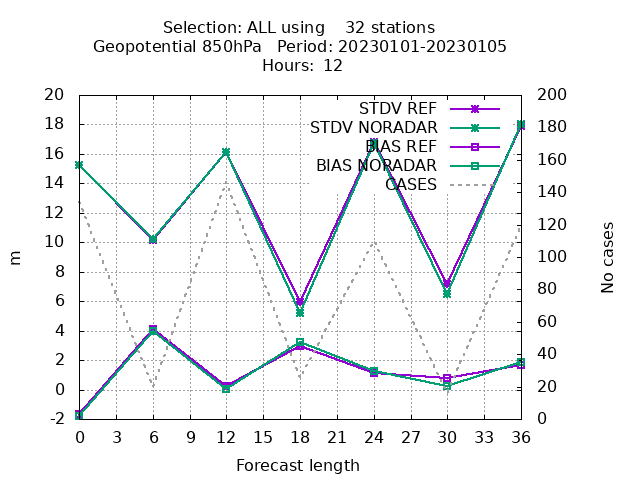 Selection: ALL using    32 stations
Geopotential 850hPa   Period: 20230101-20230105
Hours:  12
STDV REF
STDV NORADAR
BIAS REF
BIAS NORADAR
CASES
20
18
16
14
12
10
8
6
4
2
0
-2
m
200
180
160
140
120
100
80
60
40
20
0
No cases
0 3 6 9 12 15 18 21 24 27 30 33 36
Forecast length